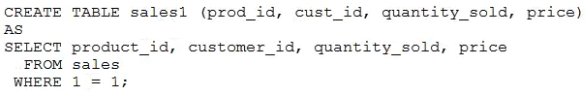 CREATE TABLE sales1 (prod_id, cust_id, quantity_sold, price)
AS
SELECT product_id, customer_id, quantity_sold, price
FROM sales
WHERE 1 = 1;